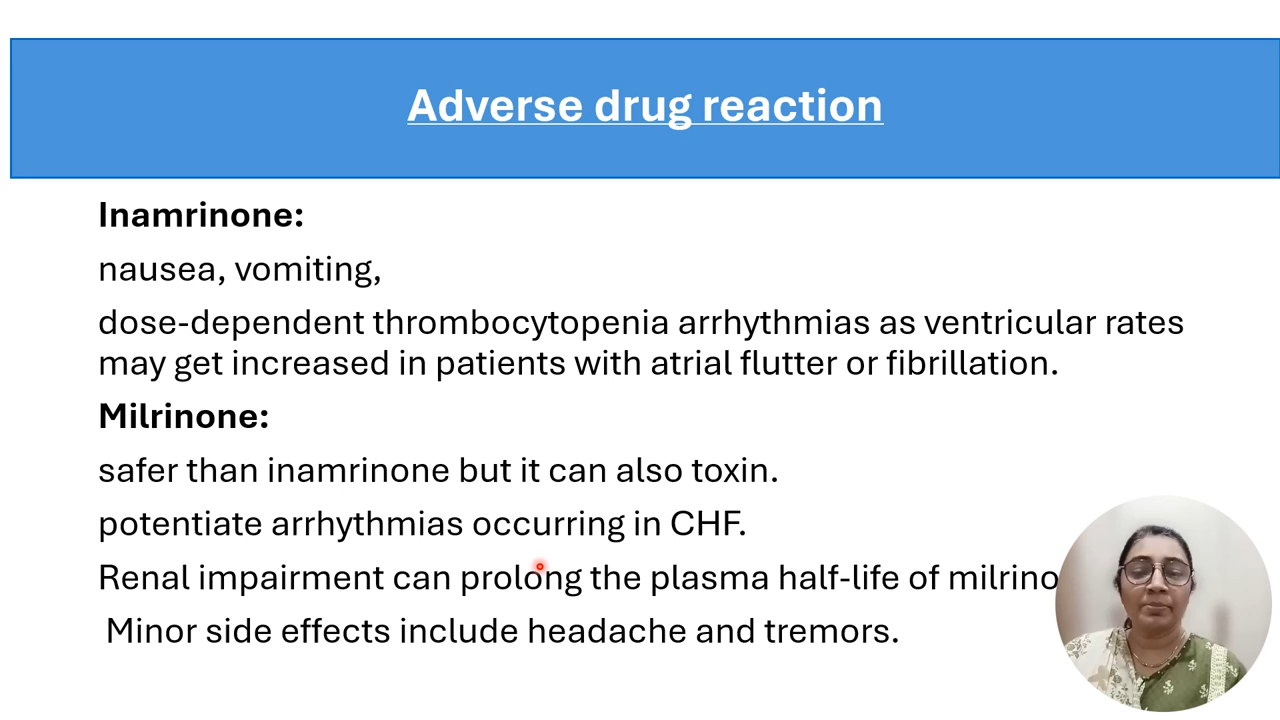 Adverse drug reaction
Inamrinone:
nausea, vomiting,
dose-dependent thrombocytopenia arrhythmias as ventricular rates
may get increased in patients with atrial flutter or fibrillation.
Milrinone:
safer than inamrinone but it can also toxin.
potentiate arrhythmias occurring in CHF.
Renal impairment can prolong the plasma half-life of
Minor side effects include headache and tremors.